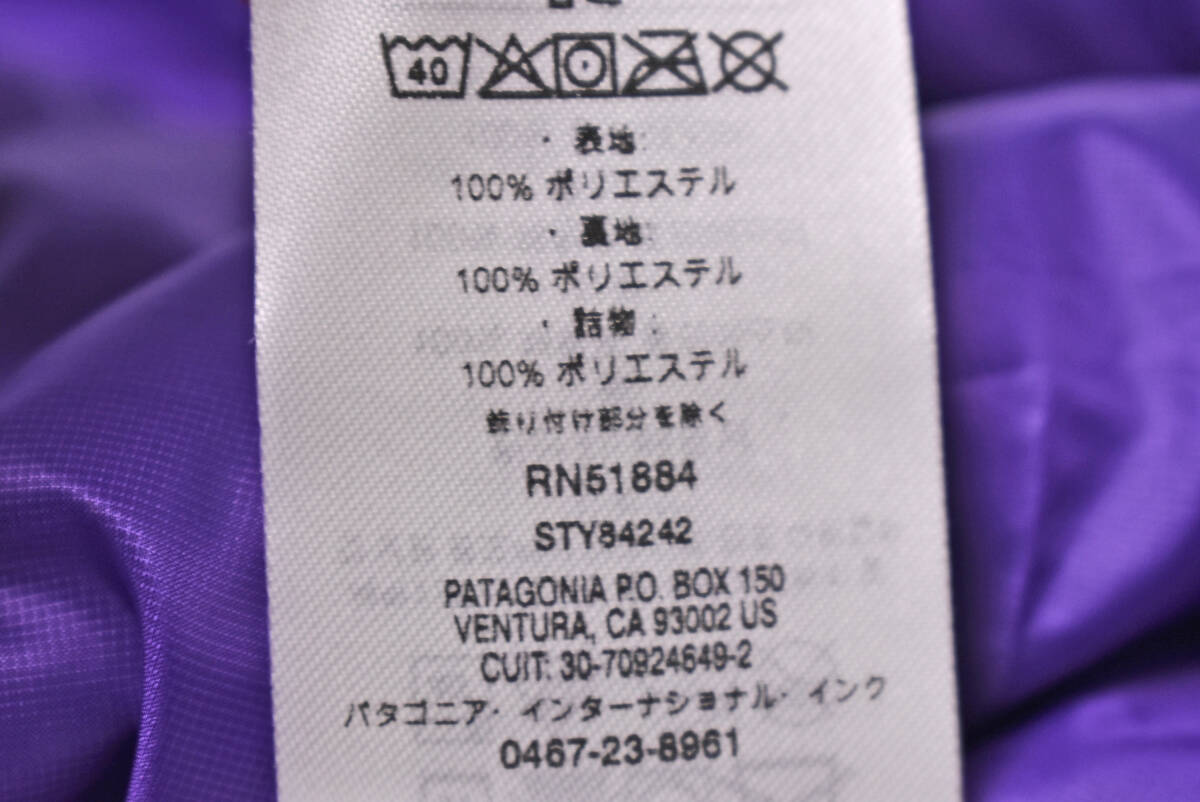 40
・表地:
100% ポリエステル
・裏地:
100% ポリエステル
・詰物:
100% ポリエステル
飾り付け部分を除く
RN51884
STY84242
PATAGONIA P.O. BOX 150
VENTURA, CA 93002 US
CUIT: 30-70924649-2
パタゴニア・インターナショナル・インク
0467-23-8961